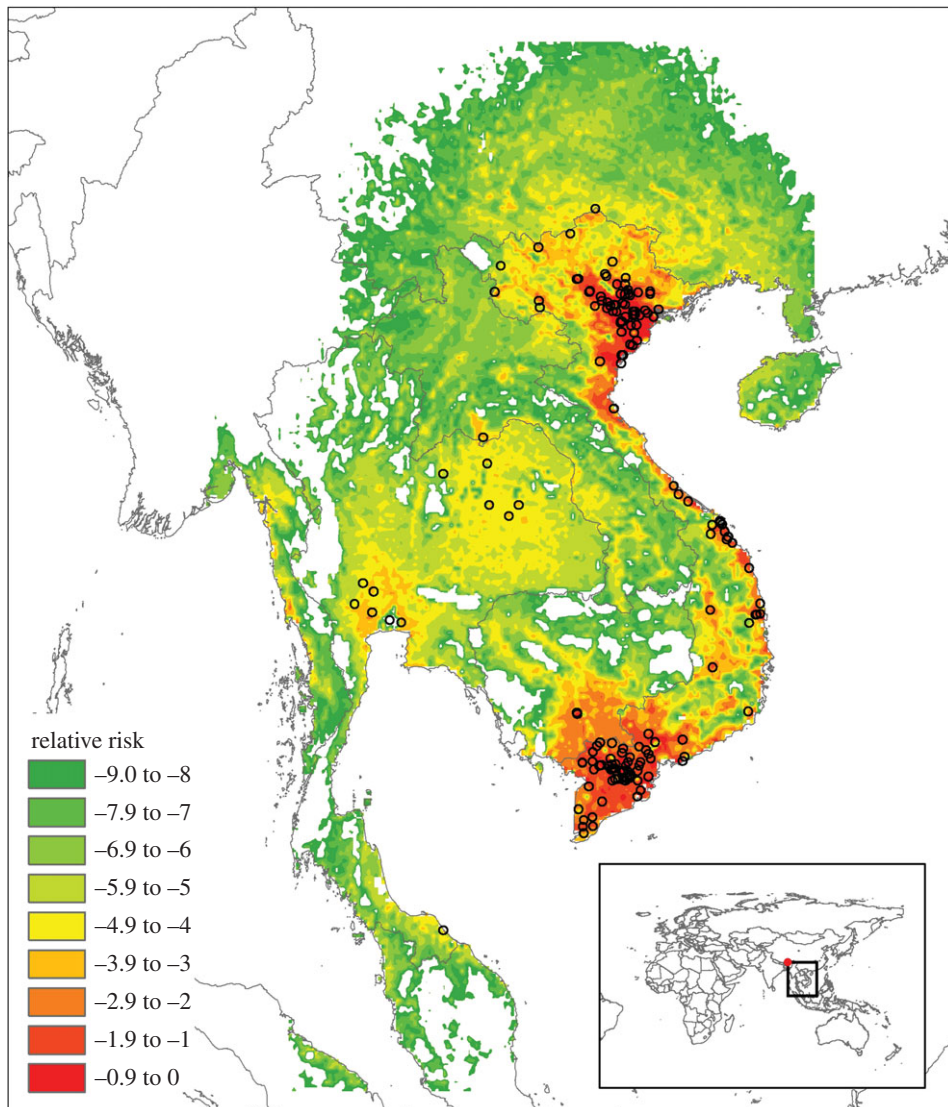 relative risk
–9.0 to –8
–7.9 to –7
–6.9 to –6
–5.9 to –5
–4.9 to –4
–3.9 to –3
–2.9 to –2
–1.9 to –1
–0.9 to 0